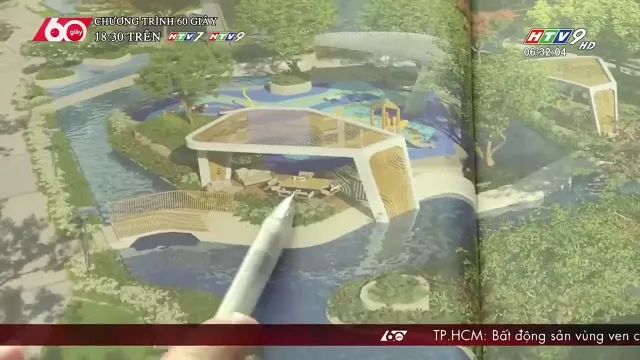 60 giây
CHƯƠNG TRÌNH 60 GIÂY
18:30 TRÊN HTV7 HTV9
HTV9 HD
06:32:04
60 giây
TP.HCM: Bất động sản vùng ven